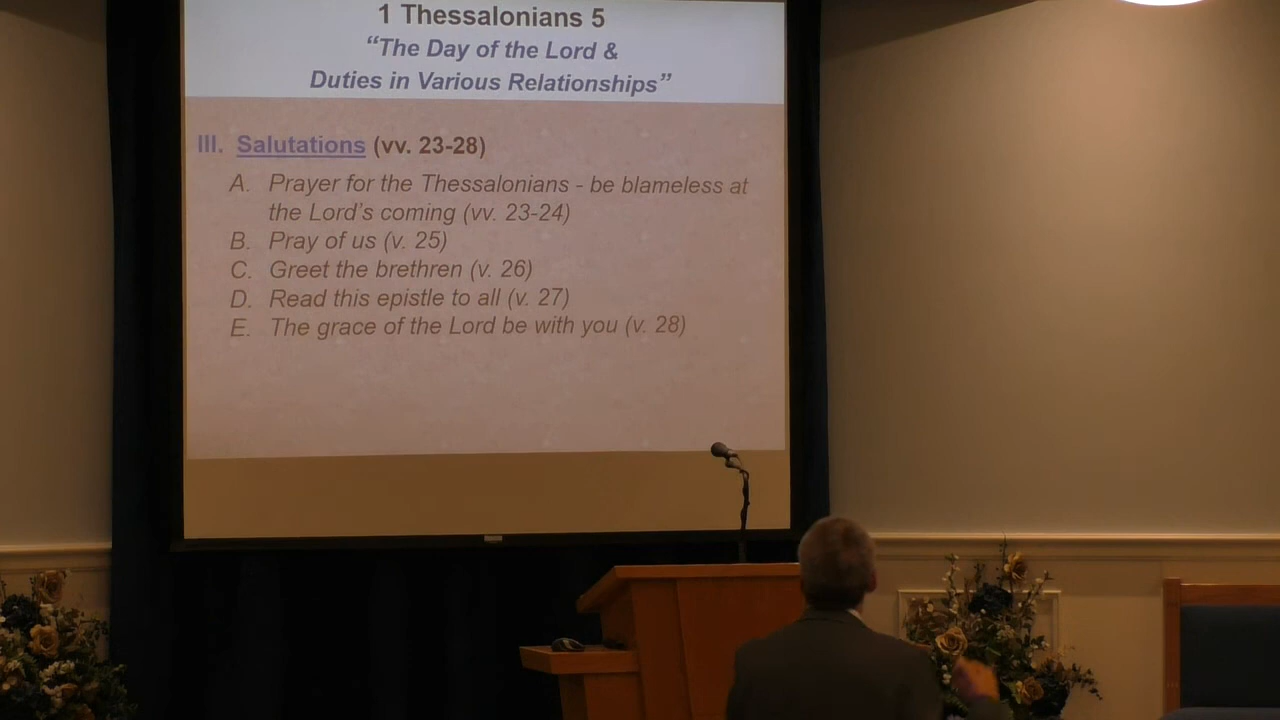 1 Thessalonians 5
“The Day of the Lord &
Duties in Various Relationships”
III. Salutations (vv. 23-28)
A. Prayer for the Thessalonians - be blameless at
the Lord’s coming (vv. 23-24)
B. Pray of us (v. 25)
C. Greet the brethren (v. 26)
D. Read this epistle to all (v. 27)
E. The grace of the Lord be with you (v. 28)